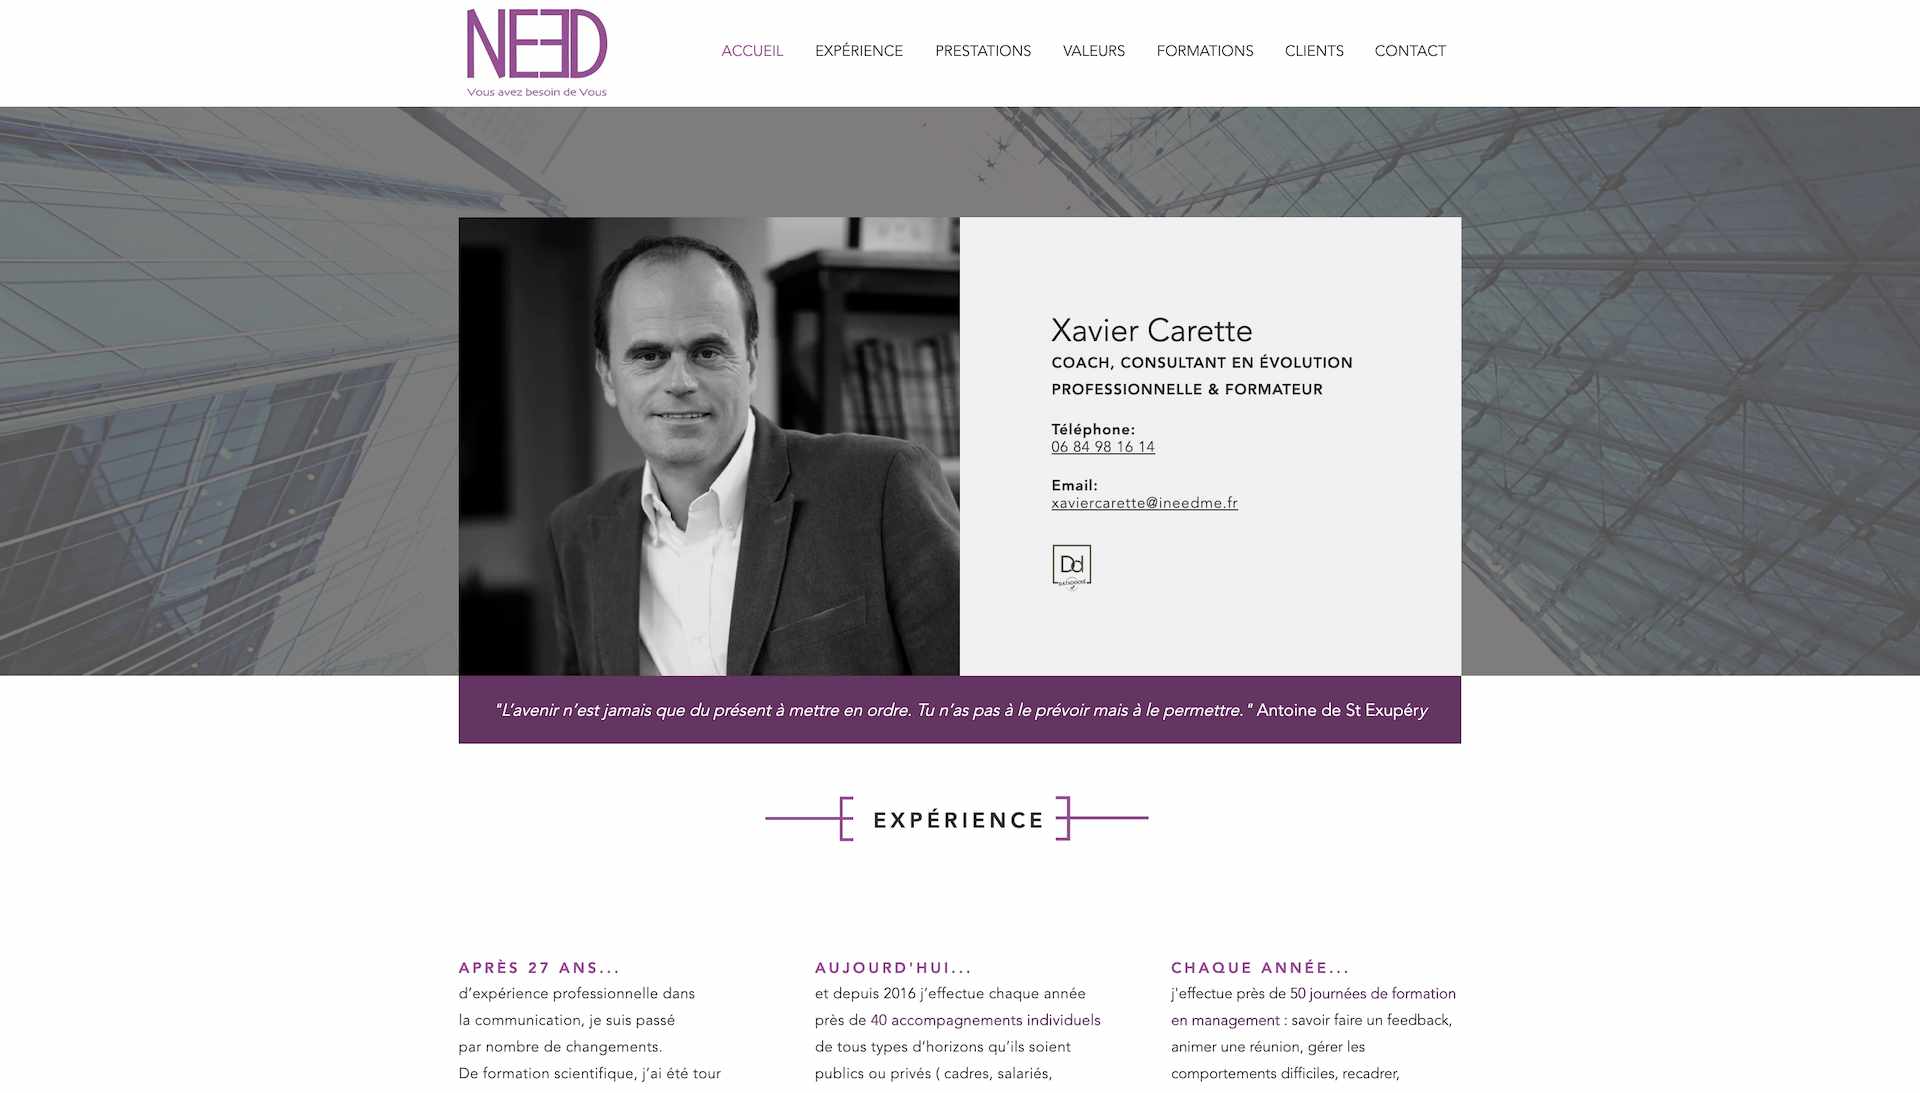 NEED
Vous avez besoin de Vous
ACCUEIL EXPÉRIENCE PRESTATIONS VALEURS FORMATIONS CLIENTS CONTACT
Xavier Carette
COACH, CONSULTANT EN ÉVOLUTION
PROFESSIONNELLE & FORMATEUR
Téléphone:
06 84 98 16 14
Email:
xaviercarette@ineedme.fr
Dd
DATADOCK
"L’avenir n’est jamais que du présent à mettre en ordre. Tu n’as pas à le prévoir mais à le permettre." Antoine de St Exupéry
EXPÉRIENCE
APRÈS 27 ANS...
d’expérience professionnelle dans
la communication, je suis passé
par nombre de changements.
De formation scientifique, j’ai été tour
AUJOURD'HUI...
et depuis 2016 j’effectue chaque année
près de 40 accompagnements individuels
de tous types d’horizons qu’ils soient
publics ou privés ( cadres, salariés,
CHAQUE ANNÉE...
j'effectue près de 50 journées de formation
en management : savoir faire un feedback,
animer une réunion, gérer les
comportements difficiles, recadrer,